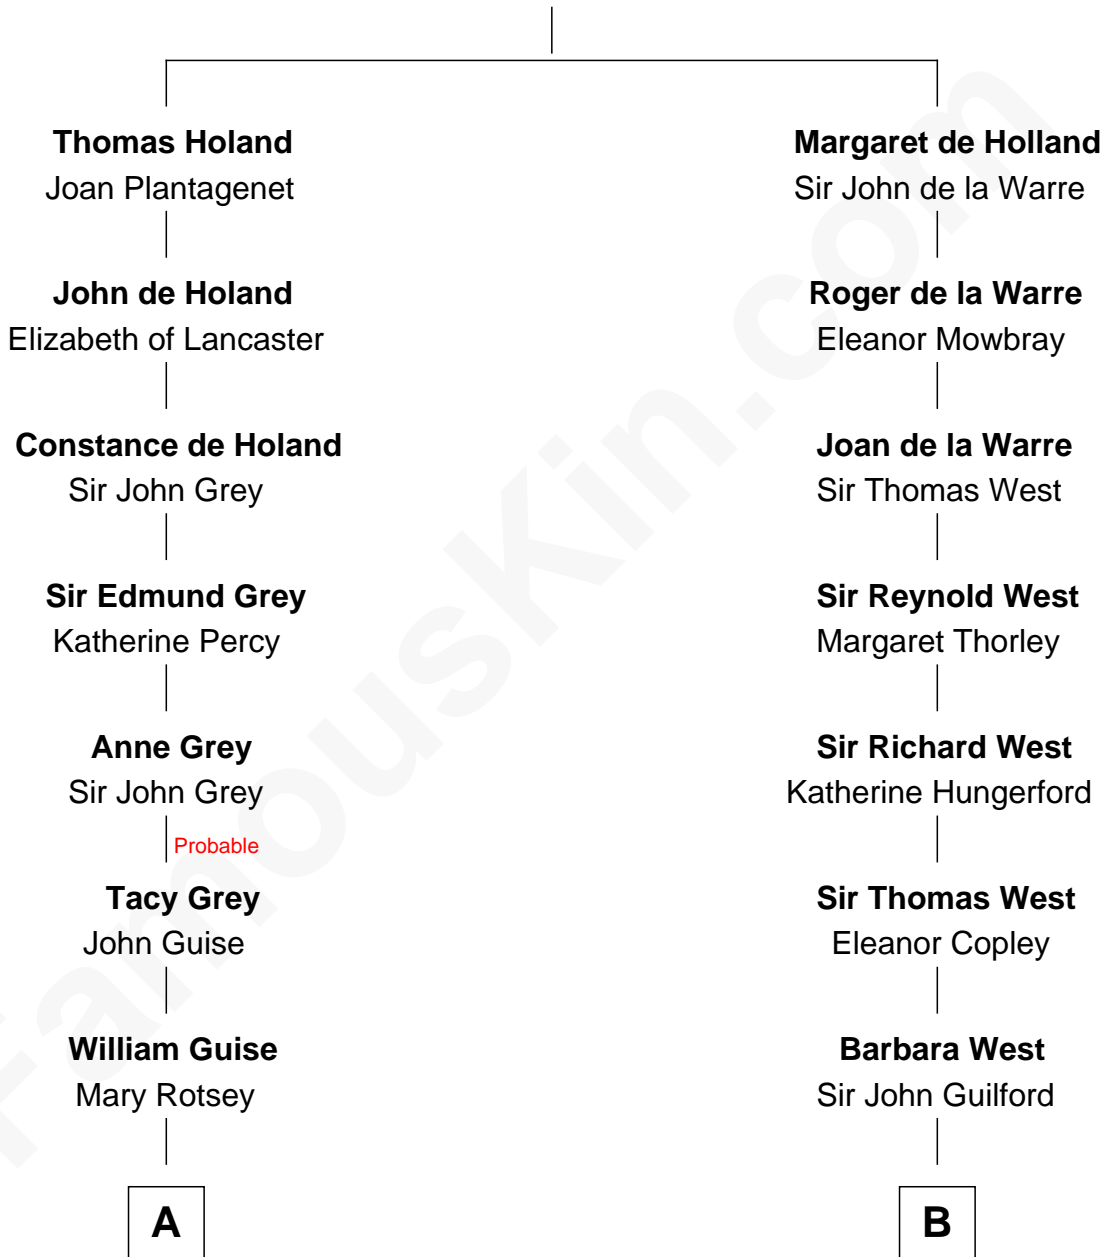 Thomas Holand
Joan Plantagenet
Margaret de Holland
Sir John de la Warre
John de Holand
Elizabeth of Lancaster
Roger de la Warre
Eleanor Mowbray
Constance de Holand
Sir John Grey
Joan de la Warre
Sir Thomas West
Sir Edmund Grey
Katherine Percy
Sir Reynold West
Margaret Thorley
Anne Grey
Sir John Grey
Sir Richard West
Katherine Hungerford
Probable
Tacy Grey
John Guise
Sir Thomas West
Eleanor Copley
William Guise
Mary Rotsey
Barbara West
Sir John Guilford
A
B
FamousKin.com